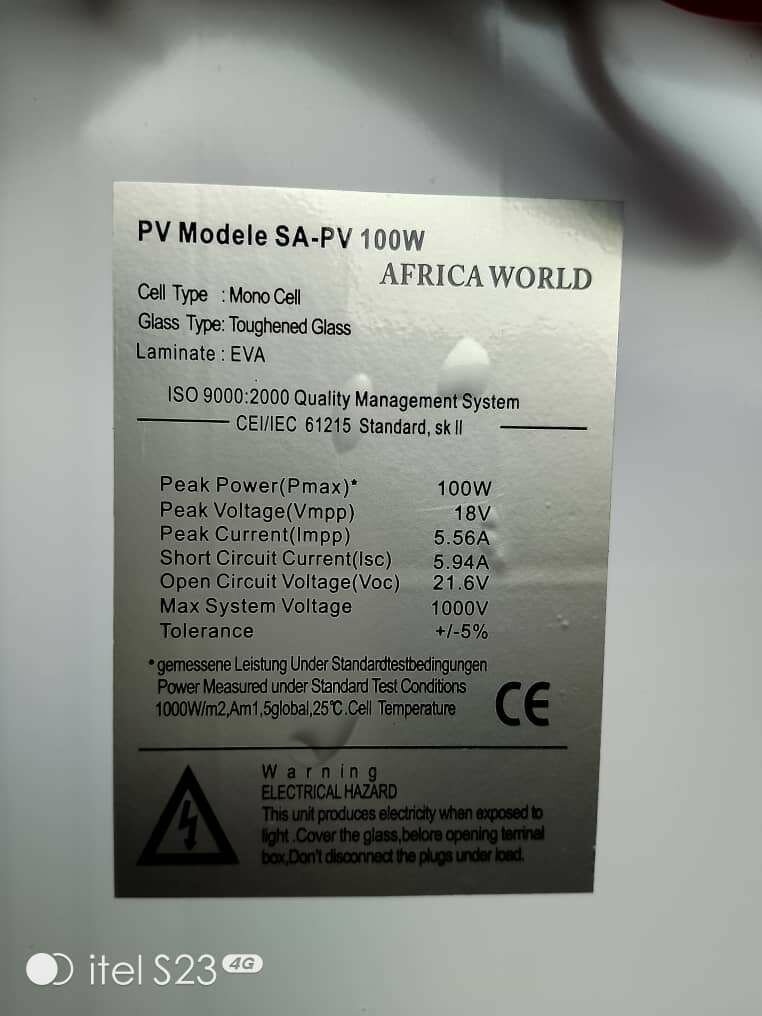 PV Modele SA-PV 100W
AFRICA WORLD
Cell Type : Mono Cell
Glass Type: Toughened Glass
Laminate : EVA
ISO 9000:2000 Quality Management System
CEI/IEC 61215 Standard, sk II
Peak Power(Pmax)* 100W
Peak Voltage(Vmpp) 18V
Peak Current(Impp) 5.56A
Short Circuit Current(Isc) 5.94A
Open Circuit Voltage(Voc) 21.6V
Max System Voltage 1000V
Tolerance +/-5%
*gemessene Leistung Under Standardtestbedingungen
Power Measured under Standard Test Conditions
1000W/m2,Am1,5global,25℃.Cell Temperature
CE
Warning
ELECTRICAL HAZARD
This unit produces electricity when exposed to
light .Cover the glass,belore opening terrinal
box,Don't disconnect the plugs under load.
itel S23 4G